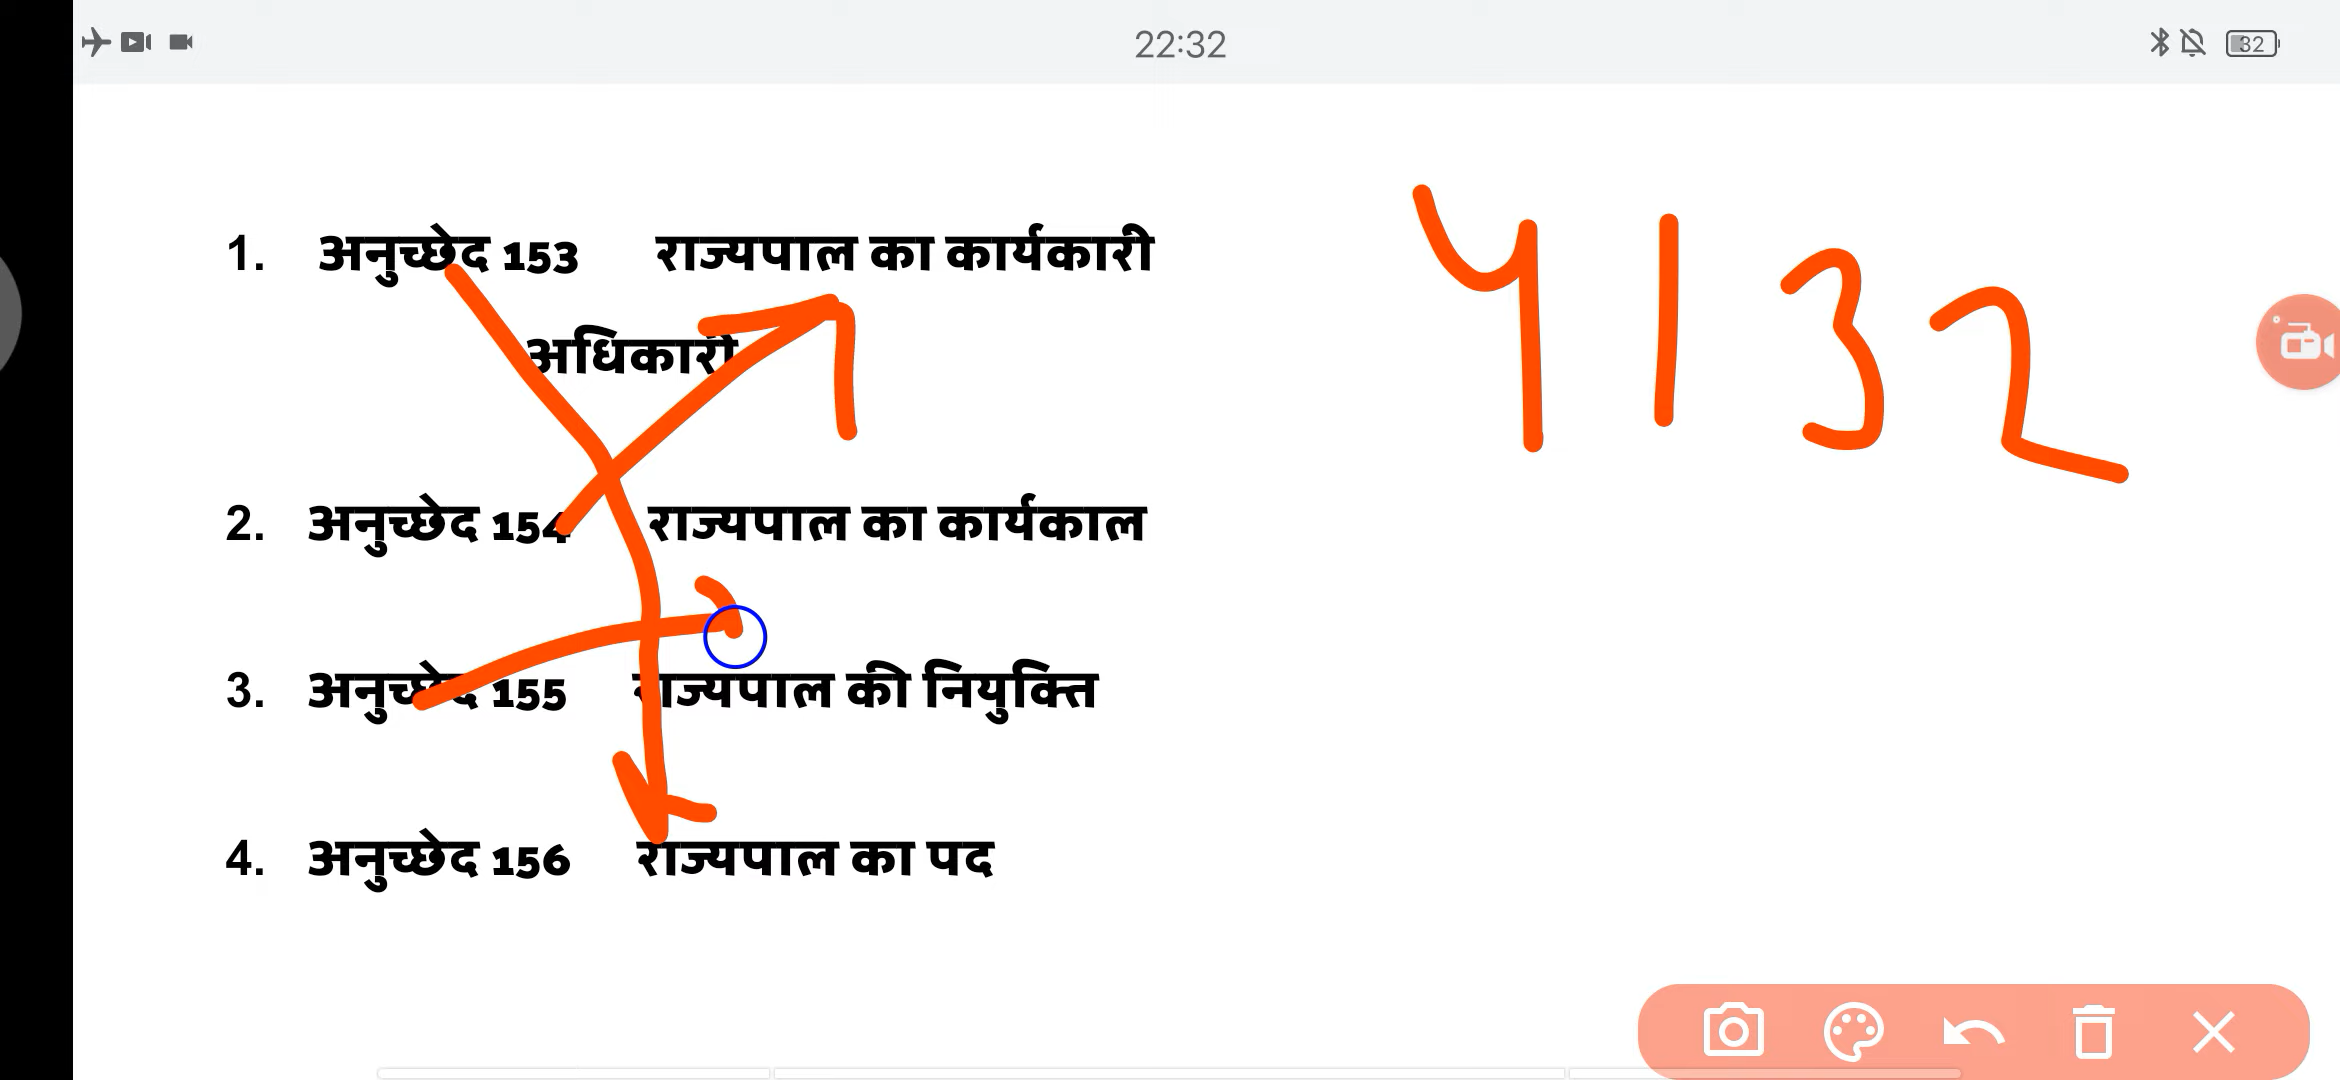 22:32
32
1. अनुच्छेद 153 राज्यपाल का कार्यकारी
अधिकारी
4132
2. अनुच्छेद 154 राज्यपाल का कार्यकाल
3. अनुच्छेद 155 राज्यपाल की नियुक्ति
4. अनुच्छेद 156 राज्यपाल का पद